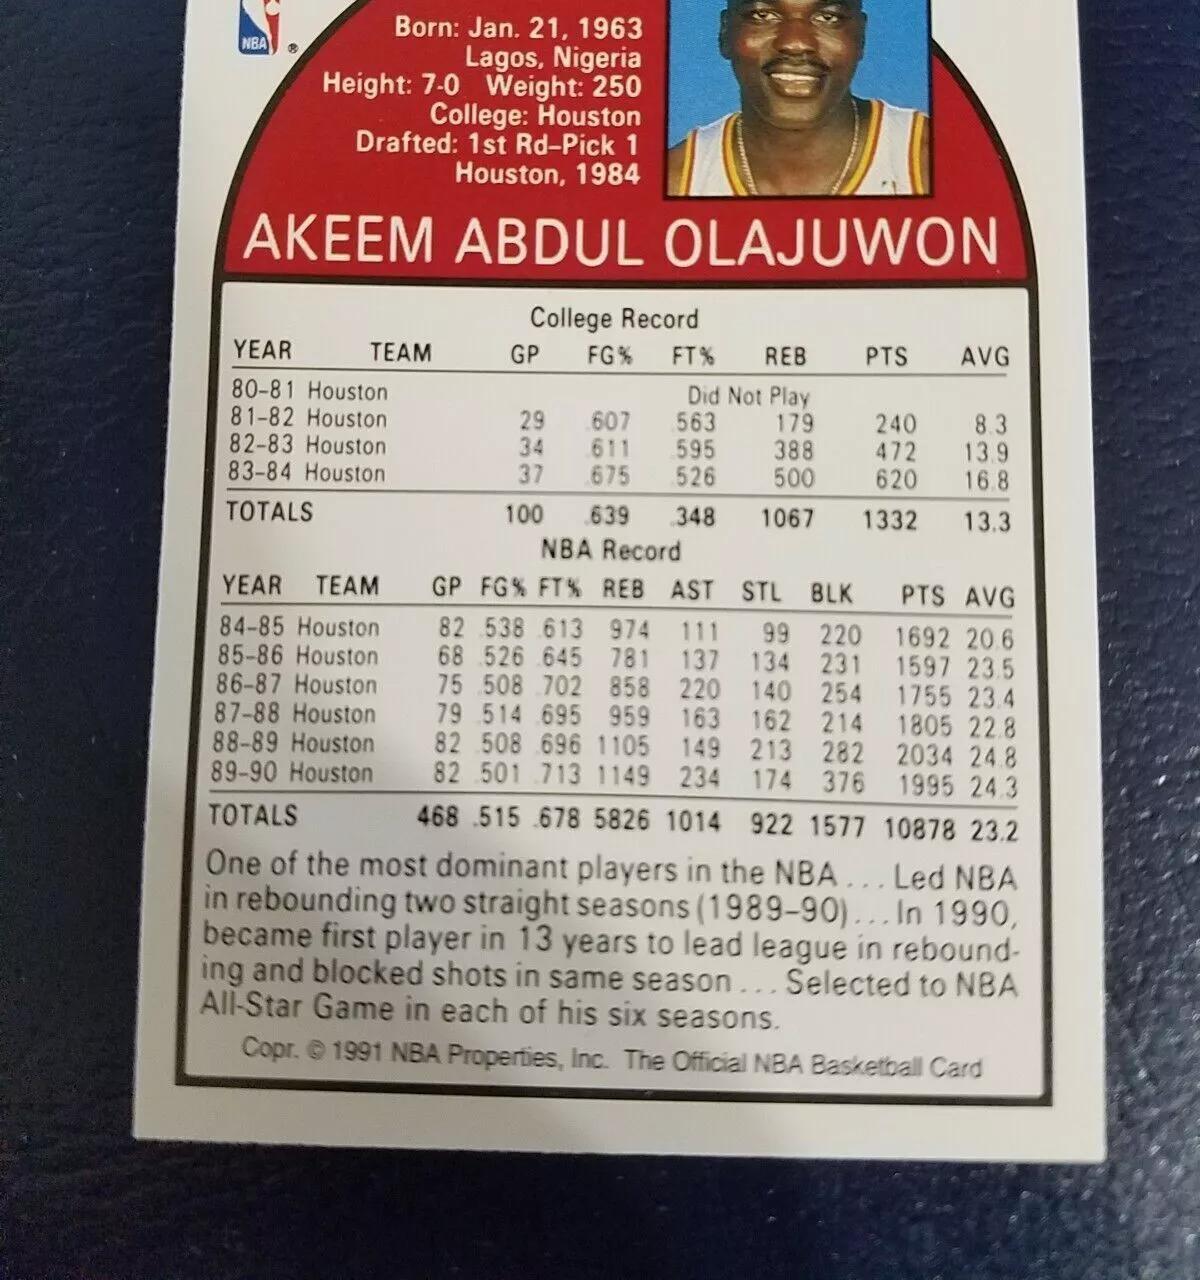 NBA ®
Born: Jan. 21, 1963
Lagos, Nigeria
Height: 7-0 Weight: 250
College: Houston
Drafted: 1st Rd–Pick 1
Houston, 1984
AKEEM ABDUL OLAJUWON
College Record
YEAR TEAM GP FG% FT% REB PTS AVG
80–81 Houston Did Not Play
81–82 Houston 29 .607 .563 179 240 8.3
82–83 Houston 34 .611 .595 388 472 13.9
83–84 Houston 37 .675 .526 500 620 16.8
TOTALS 100 .639 .348 1067 1332 13.3
NBA Record
YEAR TEAM GP FG% FT% REB AST STL BLK PTS AVG
84–85 Houston 82 .538 .613 974 111 99 220 1692 20.6
85–86 Houston 68 .526 .645 781 137 134 231 1597 23.5
86–87 Houston 75 .508 .702 858 220 140 254 1755 23.4
87–88 Houston 79 .514 .695 959 163 162 214 1805 22.8
88–89 Houston 82 .508 .696 1105 149 213 282 2034 24.8
89–90 Houston 82 .501 .713 1149 234 174 376 1995 24.3
TOTALS 468 .515 .678 5826 1014 922 1577 10878 23.2
One of the most dominant players in the NBA ... Led NBA
in rebounding two straight seasons (1989–90) ... In 1990,
became first player in 13 years to lead league in rebound-
ing and blocked shots in same season ... Selected to NBA
All-Star Game in each of his six seasons.
Copr. © 1991 NBA Properties, Inc. The Official NBA Basketball Card